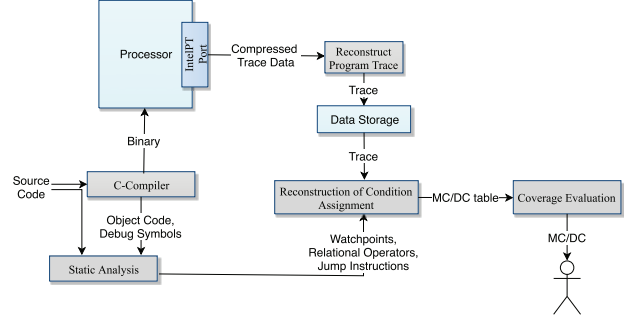 Processor
IntelPT
Port
Compressed
Trace Data
Reconstruct
Program Trace
Trace
Data Storage
Trace
Binary
Source
Code
C-Compiler
Reconstruction of Condition
Assignment
MC/DC table
Coverage Evaluation
Object Code,
Debug Symbols
Watchpoints,
Relational Operators,
Jump Instructions
MC/DC
Static Analysis